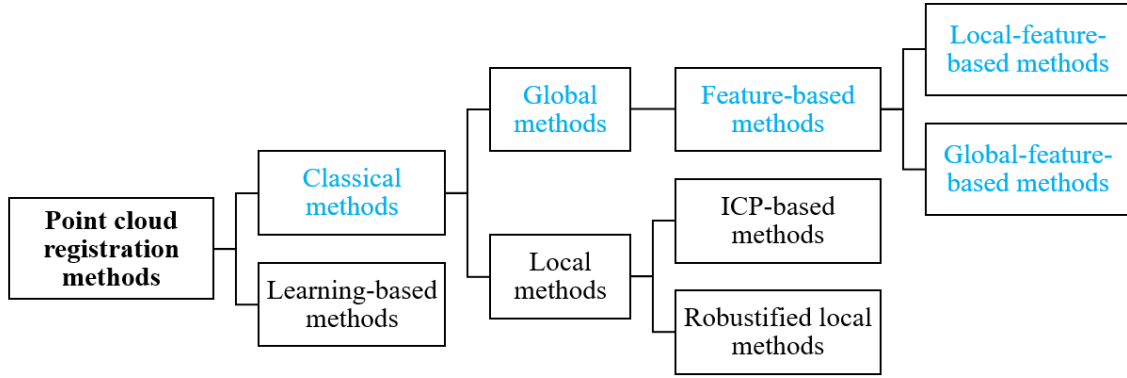 Point cloud
registration
methods
Classical
methods
Learning-based
methods
Global
methods
Local
methods
Feature-based
methods
ICP-based
methods
Robustified local
methods
Local-feature-
based methods
Global-feature-
based methods